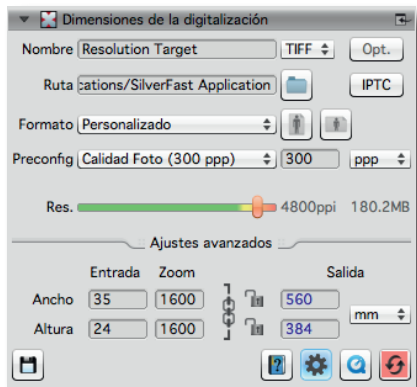 Dimensiones de la digitalización
Nombre Resolution Target TIFF Opt.
Ruta cations/SilverFast Application IPTC
Formato Personalizado
Preconfig Calidad Foto (300 ppp) 300 ppp
Res. 4800ppi 180.2MB
Ajustes avanzados
Entrada Zoom Salida
Ancho 35 1600 560
mm
Altura 24 1600 384